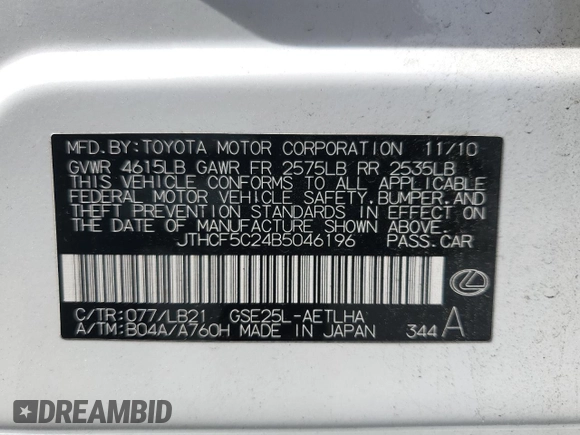 MFD.BY:TOYOTA MOTOR CORPORATION 11/10
GVWR 4615LB GAWR FR 2575LB RR 2535LB
THIS VEHICLE CONFORMS TO ALL APPLICABLE
FEDERAL MOTOR VEHICLE SAFETY,BUMPER,AND
THEFT PREVENTION STANDARDS IN EFFECT ON
THE DATE OF MANUFACTURE SHOWN ABOVE.
JTHCF5C24B5046196 PASS.CAR
C/TR:077/LB21 GSE25L-AETLHA
A/TM:B04A/A760H MADE IN JAPAN 344 A
DREAMBID